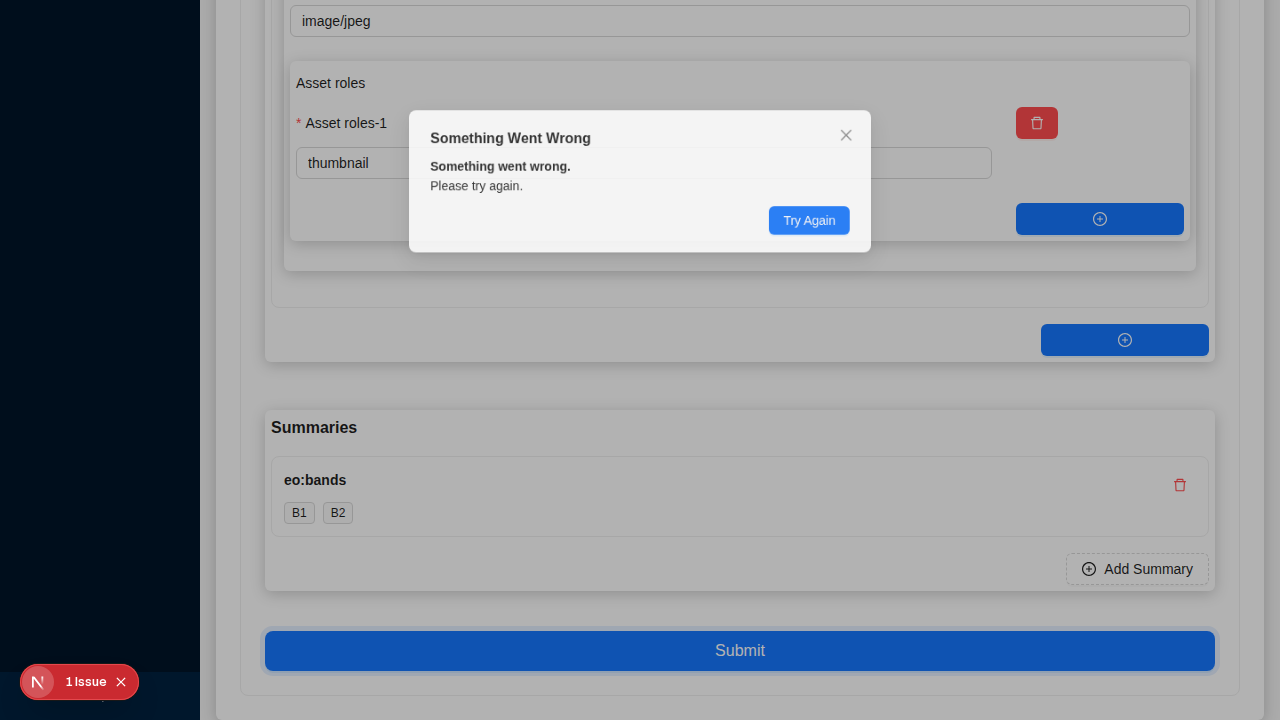 image/jpeg
Asset roles
* Asset roles-1
thumbnail
Something Went Wrong
Something went wrong.
Please try again.
Try Again
Summaries
eo:bands
B1 B2
Add Summary
Submit
N 1 Issue